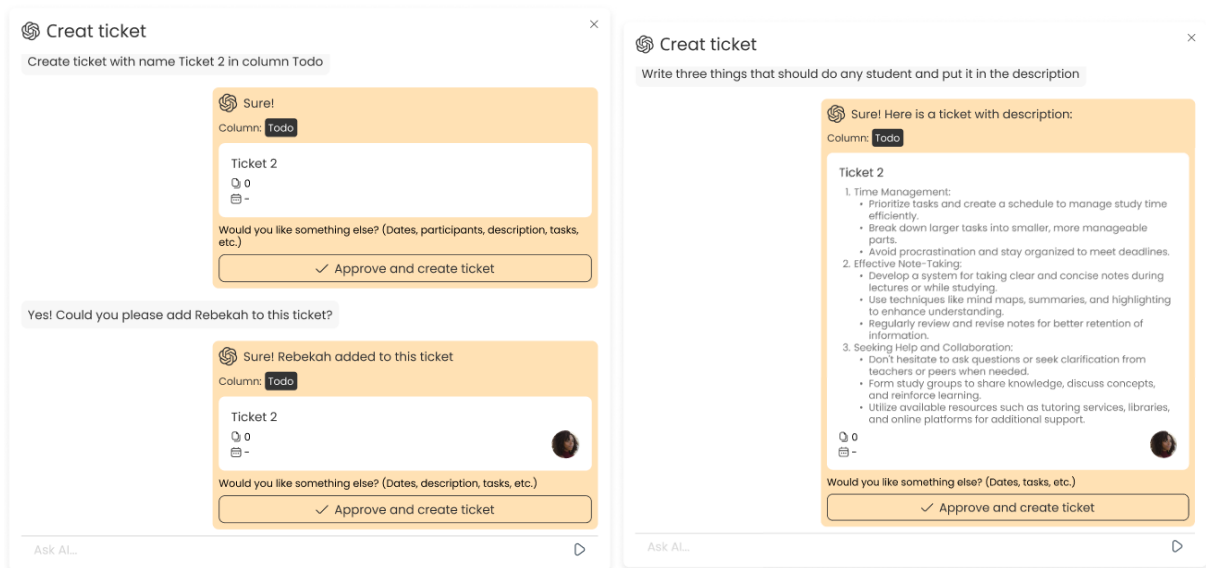 Creat ticket
Create ticket with name Ticket 2 in column Todo
Sure!
Column: Todo
Ticket 2
0
-
Would you like something else? (Dates, participants, description, tasks,
etc.)
Approve and create ticket
Yes! Could you please add Rebekah to this ticket?
Sure! Rebekah added to this ticket
Column: Todo
Ticket 2
0
-
Would you like something else? (Dates, description, tasks, etc.)
Approve and create ticket
Ask AI...
Creat ticket
Write three things that should do any student and put it in the description
Sure! Here is a ticket with description:
Column: Todo
Ticket 2
1. Time Management:
• Prioritize tasks and create a schedule to manage study time
efficiently.
• Break down larger tasks into smaller, more manageable
parts.
• Avoid procrastination and stay organized to meet deadlines.
2. Effective Note-Taking:
• Develop a system for taking clear and concise notes during
lectures or while studying.
• Use techniques like mind maps, summaries, and highlighting
to enhance understanding.
• Regularly review and revise notes for better retention of
information.
3. Seeking Help and Collaboration:
• Don't hesitate to ask questions or seek clarification from
teachers or peers when needed.
• Form study groups to share knowledge, discuss concepts,
and reinforce learning.
• Utilize available resources such as tutoring services, libraries,
and online platforms for additional support.
0
-
Would you like something else? (Dates, tasks, etc.)
Approve and create ticket
Ask AI...